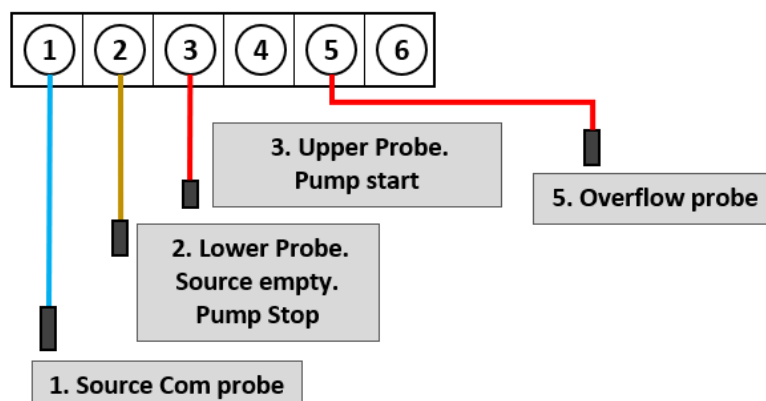 1 2 3 4 5 6
3. Upper Probe.
Pump start
5. Overflow probe
2. Lower Probe.
Source empty.
Pump Stop
1. Source Com probe